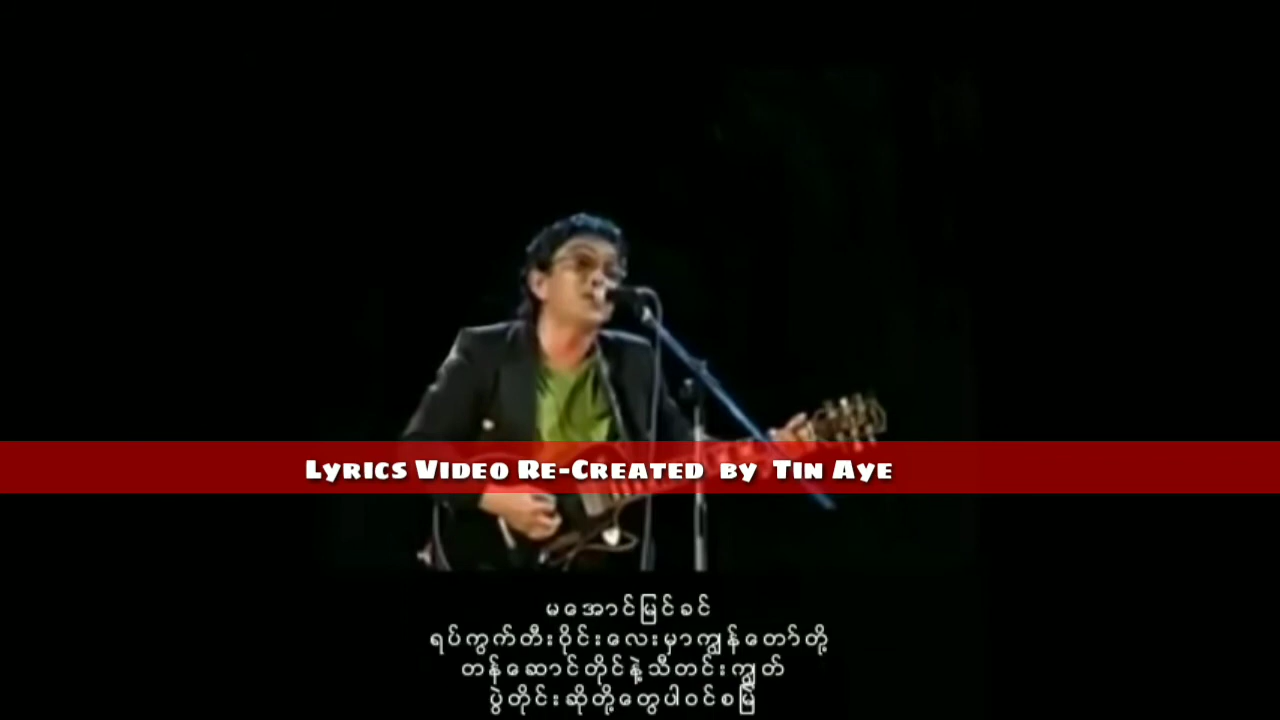 Lyrics Video Re-Created by Tin Aye
မအောင်မြင်ခင်
ရပ်ကွက်တီးဝိုင်းလေးမှာကျွန်တော်တို့
တန်ဆောင်တိုင်နဲ့သီတင်းကျွတ်
ပွဲတိုင်းဆိုတို့တွေပါဝင်စမြဲ